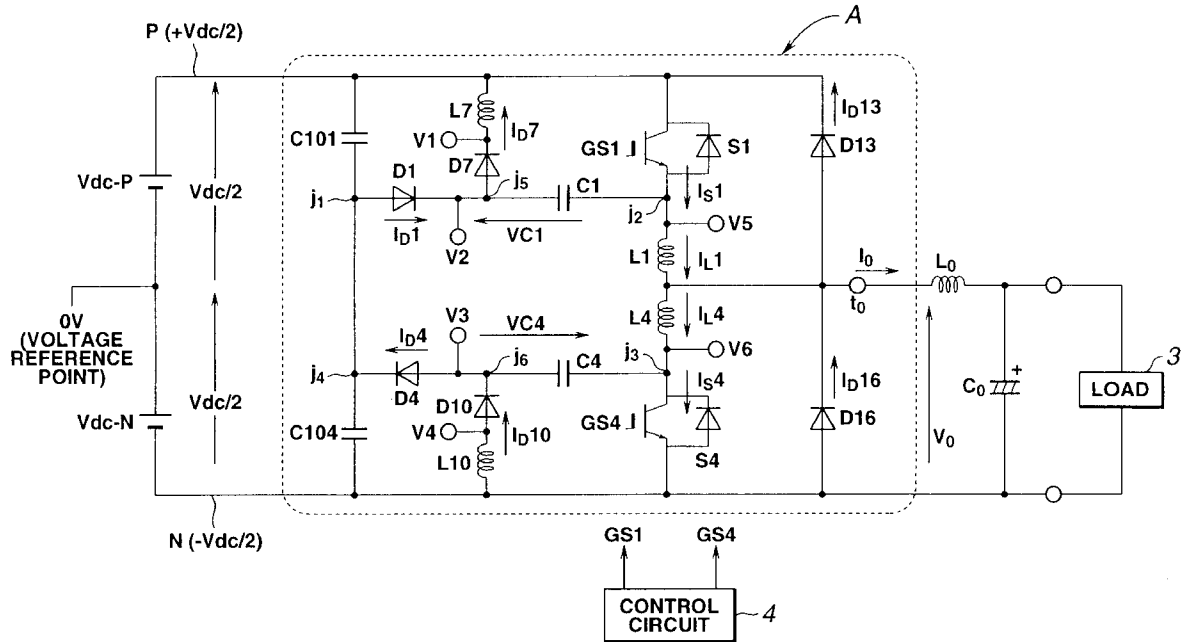 A
P (+Vdc/2)
L7
ID7
ID13
C101
V1
GS1
S1
D13
D7
Vdc-P
Vdc/2
D1
j5
C1
IS1
j1
j2
ID1
VC1
V5
V2
L1
IL1
I0
L0
t0
0V
(VOLTAGE
REFERENCE
POINT)
V3
VC4
L4
IL4
ID4
V6
3
j4
j6
C4
j3
IS4
ID16
C0
+
LOAD
D4
Vdc/2
D10
Vdc-N
C104
V4
ID10
GS4
D16
V0
L10
S4
N (-Vdc/2)
GS1
GS4
CONTROL
CIRCUIT
4